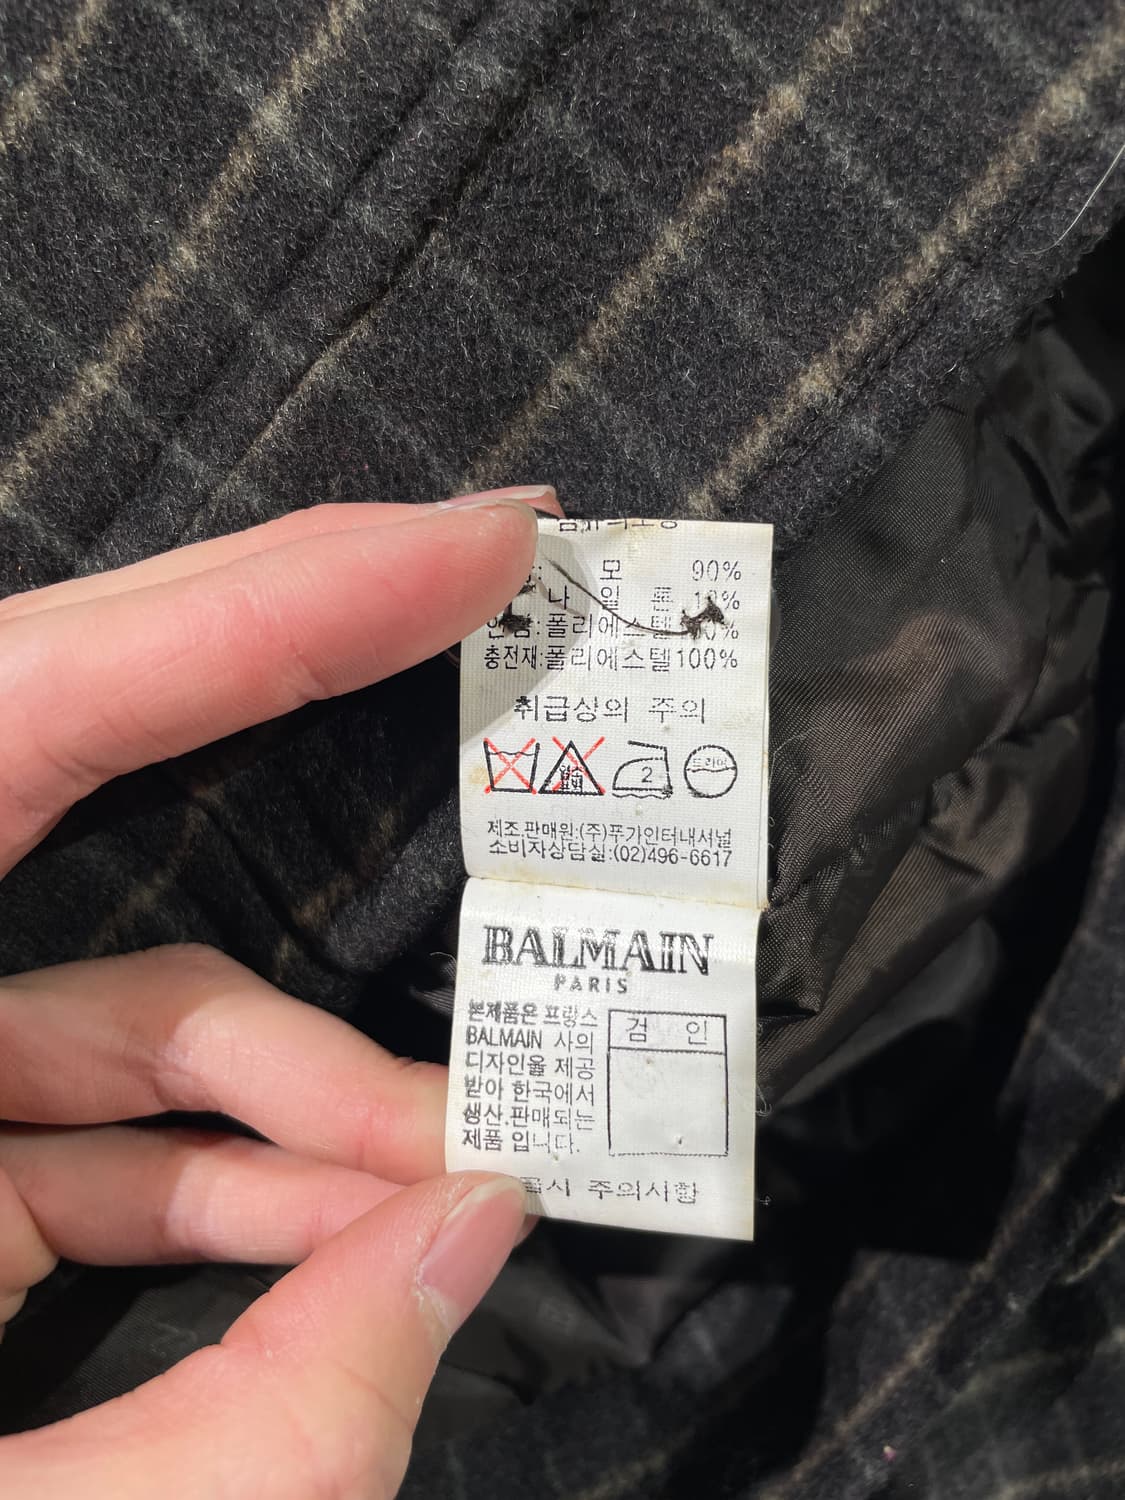 모 90%
나 일 론
폴리에스텔
충전재:폴리에스텔100%
취급상의 주의
2 드라이
제조.판매원:(주)푸가인터내셔널
소비자상담실:(02)496-6617
BALMAIN
PARIS
본제품은 프랑스
BALMAIN 사의
디자인을 제공
받아 한국에서
생산.판매되는
제품 입니다.
검 인
주의사항